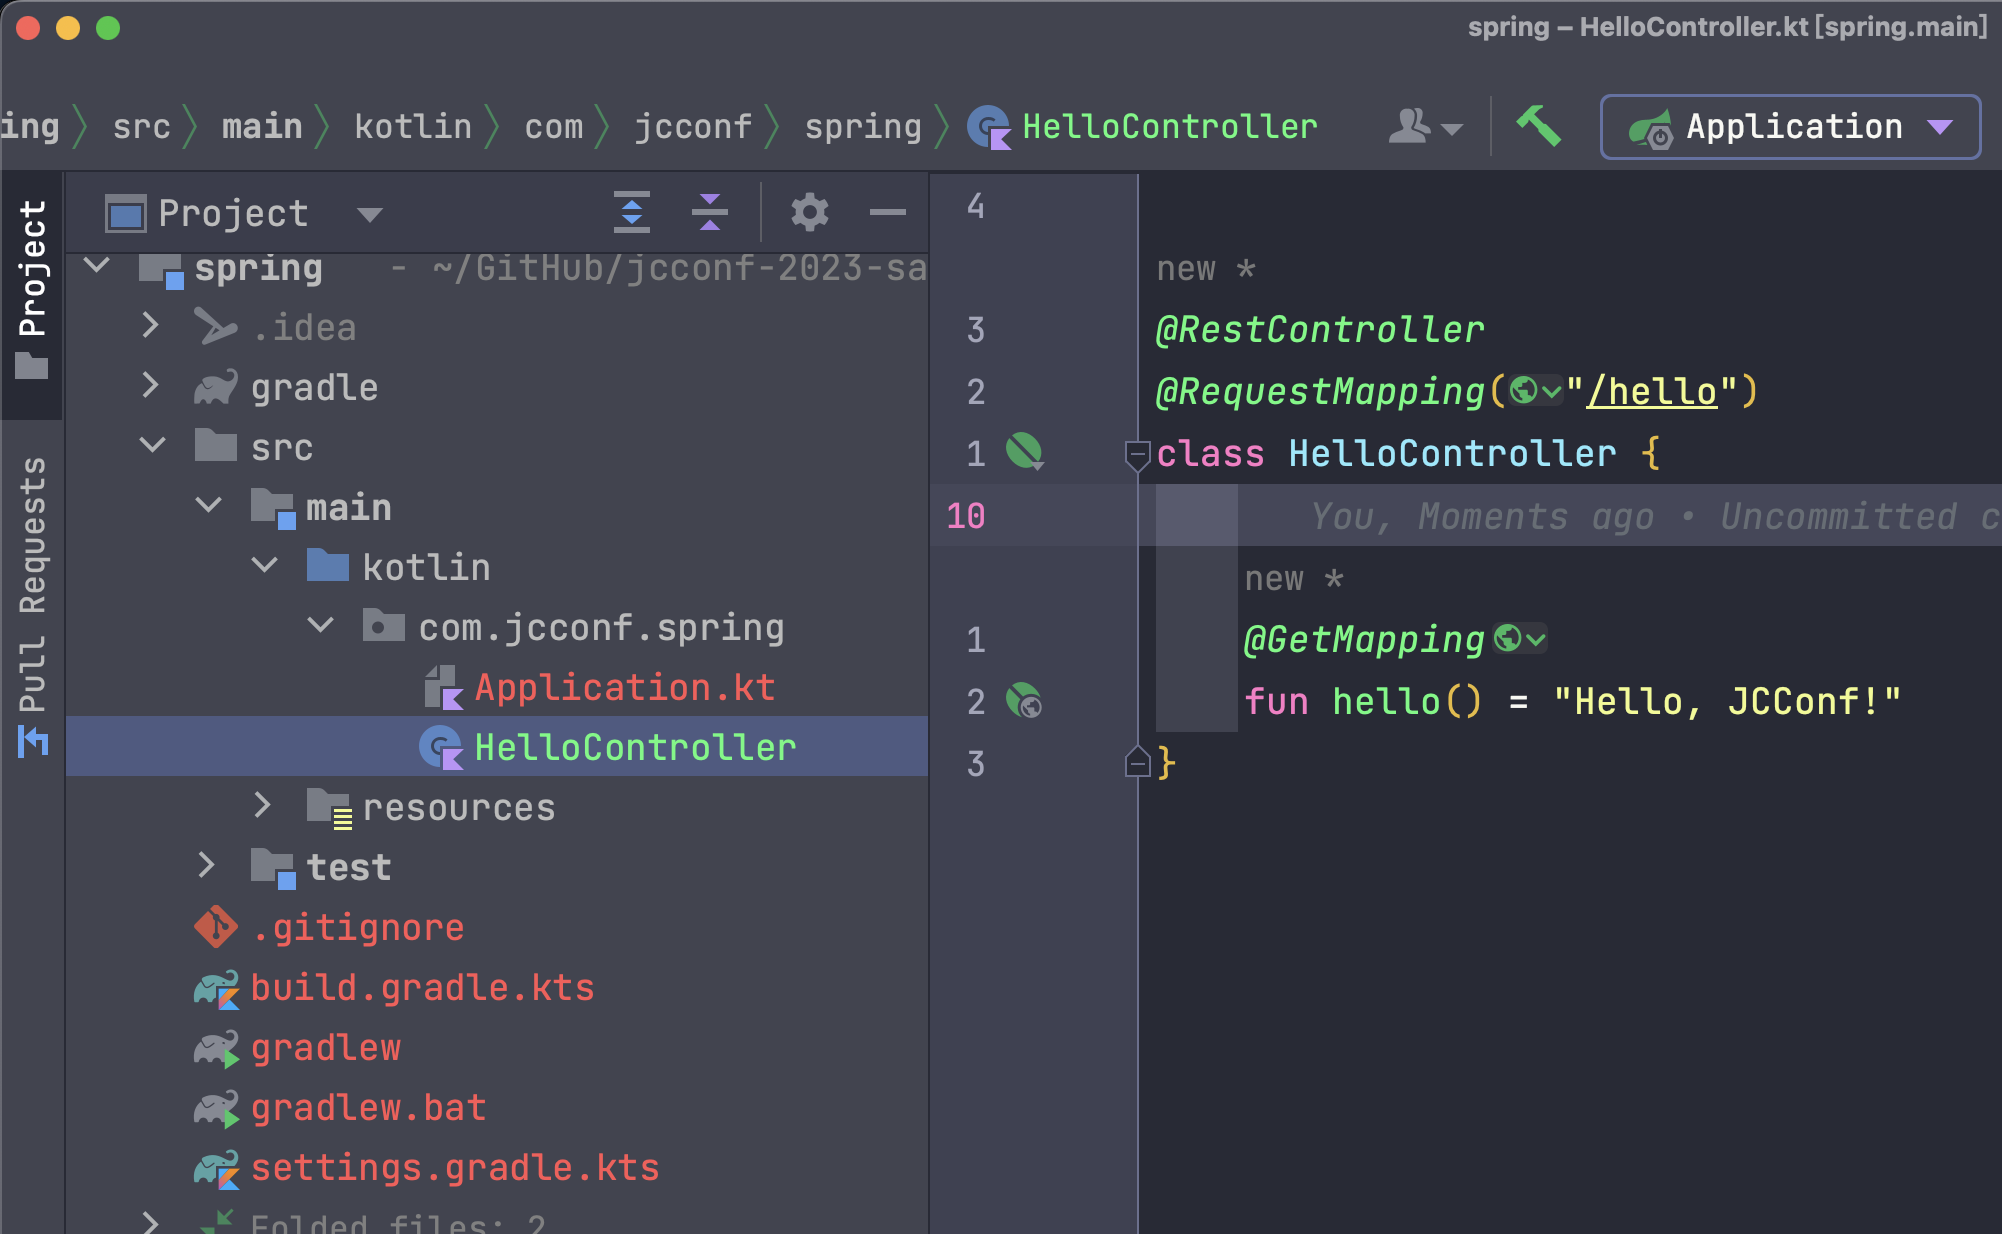 spring – HelloController.kt [spring.main]
ing src main kotlin com jcconf spring HelloController Application
Project
Pull Requests
Project
spring - ~/GitHub/jcconf-2023-sa
.idea
gradle
src
main
kotlin
com.jcconf.spring
Application.kt
HelloController
resources
test
.gitignore
build.gradle.kts
gradlew
gradlew.bat
settings.gradle.kts
Folded files: 2
4
new *
3 @RestController
2 @RequestMapping("/hello")
1 class HelloController {
10 You, Moments ago • Uncommitted c
new *
1 @GetMapping
2 fun hello() = "Hello, JCConf!"
3 }